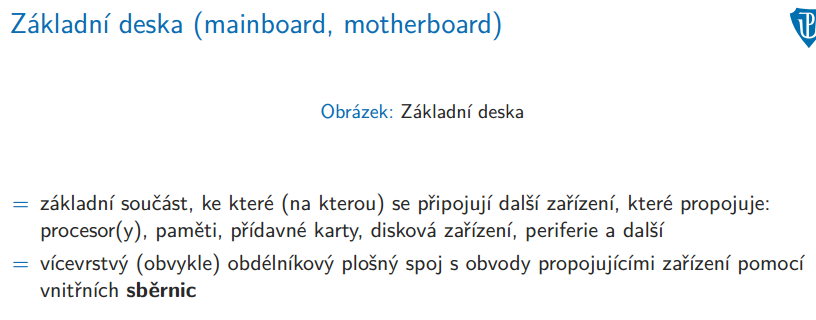 Základní deska (mainboard, motherboard)
Obrázek: Základní deska
= základní součást, ke které (na kterou) se připojují další zařízení, které propojuje:
procesor(y), paměti, přídavné karty, disková zařízení, periferie a další
= vícevrstvý (obvykle) obdélníkový plošný spoj s obvody propojujícími zařízení pomocí
vnitřních sběrnic